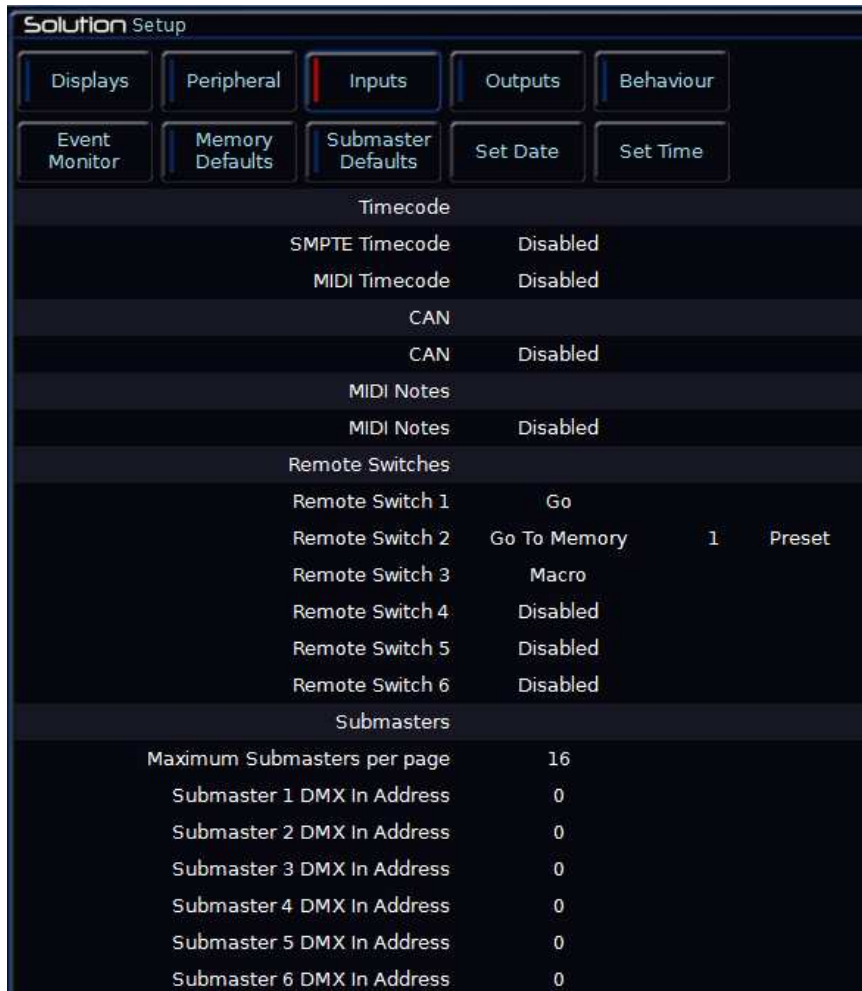 Solution Setup
Displays Peripheral Inputs Outputs Behaviour
Event Monitor Memory Defaults Submaster Defaults Set Date Set Time
Timecode
SMPTE Timecode Disabled
MIDI Timecode Disabled
CAN
CAN Disabled
MIDI Notes
MIDI Notes Disabled
Remote Switches
Remote Switch 1 Go
Remote Switch 2 Go To Memory 1 Preset
Remote Switch 3 Macro
Remote Switch 4 Disabled
Remote Switch 5 Disabled
Remote Switch 6 Disabled
Submasters
Maximum Submasters per page 16
Submaster 1 DMX In Address 0
Submaster 2 DMX In Address 0
Submaster 3 DMX In Address 0
Submaster 4 DMX In Address 0
Submaster 5 DMX In Address 0
Submaster 6 DMX In Address 0